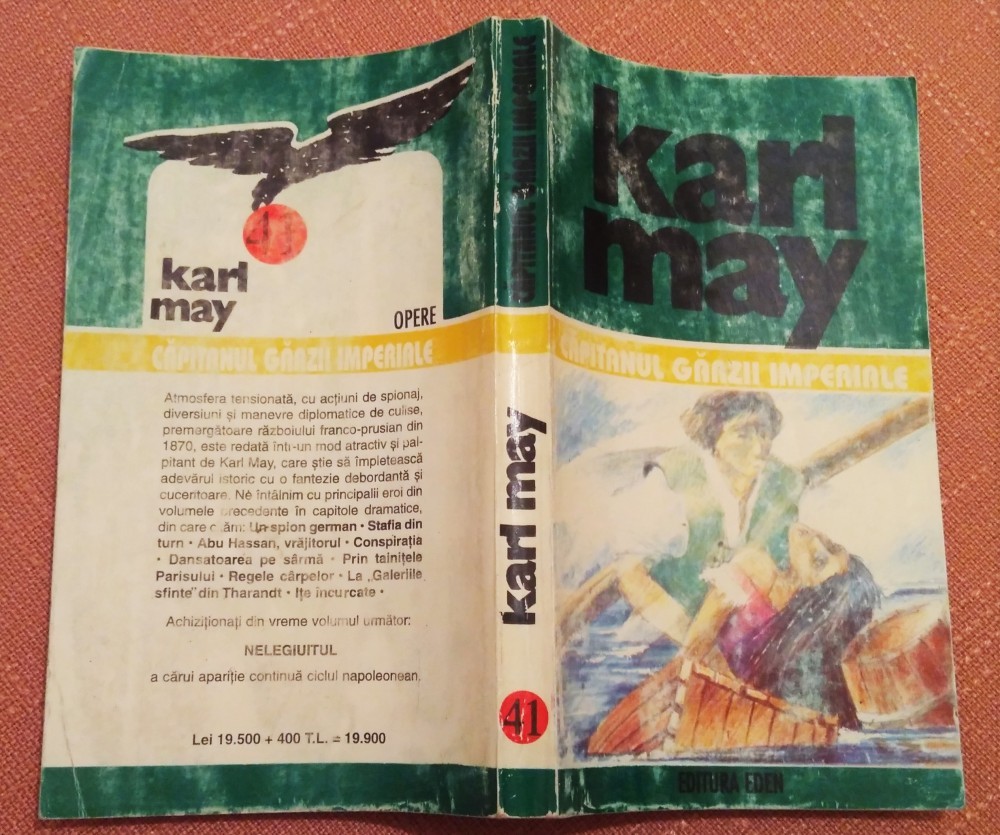 41
karl
may
OPERE
CĂPITANUL GĂRZII IMPERIALE
Atmosfera tensionată, cu acțiuni de spionaj,
diversiuni și manevre diplomatice de culise,
premergătoare războiului franco-prusian din
1870, este redată într-un mod atractiv și pal-
pitant de Karl May, care știe să împletească
adevărul istoric cu o fantezie debordantă și
cuceritoare. Ne întâlnim cu principalii eroi din
volumele precedente în capitole dramatice,
din care cităm: Un spion german • Stafia din
turn • Abu Hassan, vrăjitorul • Conspirația
• Dansatoarea pe sârmă • Prin tainițele
Parisului • Regele cârpelor • La „Galeriile
sfinte" din Tharandt • Ițe încurcate •
Achiziționați din vreme volumul următor:
NELEGIUITUL
a cărui apariție continuă ciclul napoleonean.
Lei 19.500 + 400 T.L. = 19.900
CĂPITANUL GĂRZII IMPERIALE
karl may
41
karl
may
CĂPITANUL GĂRZII IMPERIALE
EDITURA EDEN